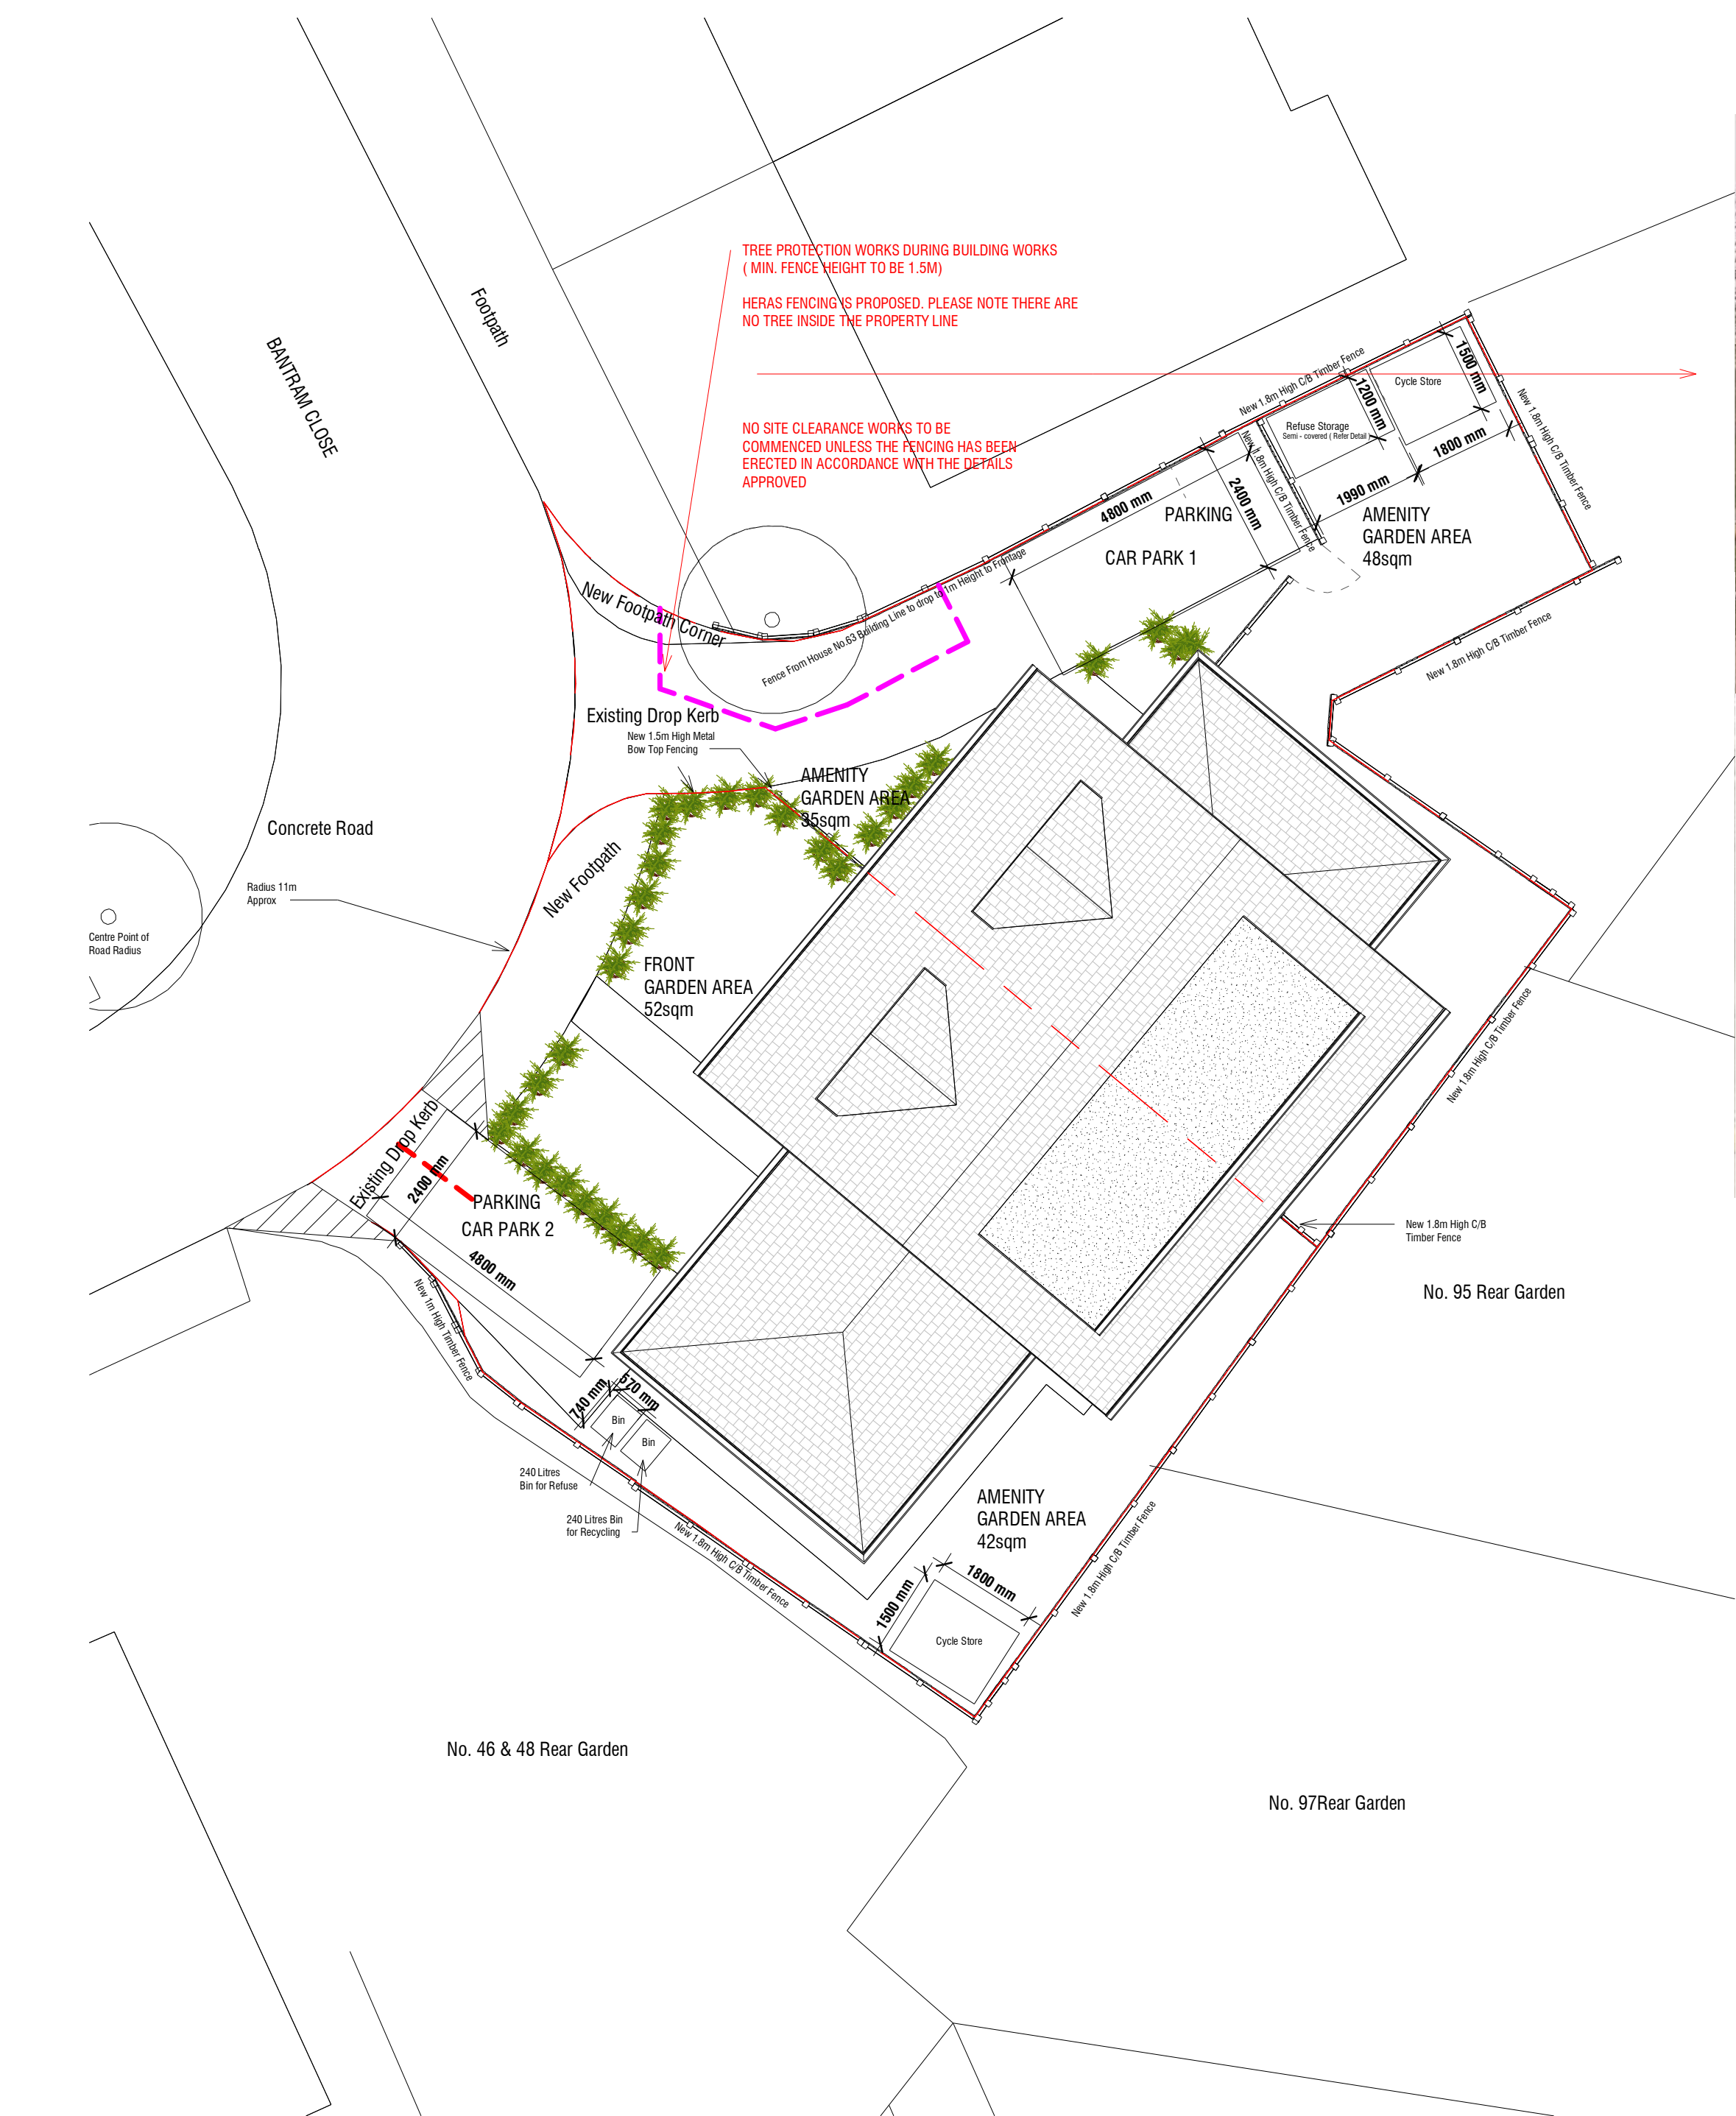 TREE PROTECTION WORKS DURING BUILDING WORKS
( MIN. FENCE HEIGHT TO BE 1.5M)
HERAS FENCING IS PROPOSED. PLEASE NOTE THERE ARE
NO TREE INSIDE THE PROPERTY LINE
NO SITE CLEARANCE WORKS TO BE
COMMENCED UNLESS THE FENCING HAS BEEN
ERECTED IN ACCORDANCE WITH THE DETAILS
APPROVED
Footpath
BANTRAM CLOSE
New 1.8m High C/B Timber Fence
Cycle Store
1500 mm
1200 mm
Refuse Storage
Semi - covered ( Refer Detail )
1800 mm
New 1.8m High C/B Timber Fence
New 1.8m High C/B Timber Fence
1990 mm
4800 mm
2400 mm
PARKING
CAR PARK 1
AMENITY
GARDEN AREA
48sqm
New Footpath Corner
Fence From House No.63 Building Line to drop to 1m Height to Frontage
New 1.8m High C/B Timber Fence
Existing Drop Kerb
New 1.5m High Metal
Bow Top Fencing
AMENITY
GARDEN AREA
35sqm
Concrete Road
New Footpath
Radius 11m
Approx
Centre Point of
Road Radius
FRONT
GARDEN AREA
52sqm
New 1.8m High C/B Timber Fence
Existing Drop Kerb
2400 mm
PARKING
CAR PARK 2
4800 mm
New 1m High Timber Fence
New 1.8m High C/B
Timber Fence
No. 95 Rear Garden
740 mm
570 mm
Bin
Bin
240 Litres
Bin for Refuse
240 Litres Bin
for Recycling
New 1.8m High C/B Timber Fence
AMENITY
GARDEN AREA
42sqm
New 1.8m High C/B Timber Fence
1800 mm
1500 mm
Cycle Store
No. 46 & 48 Rear Garden
No. 97Rear Garden